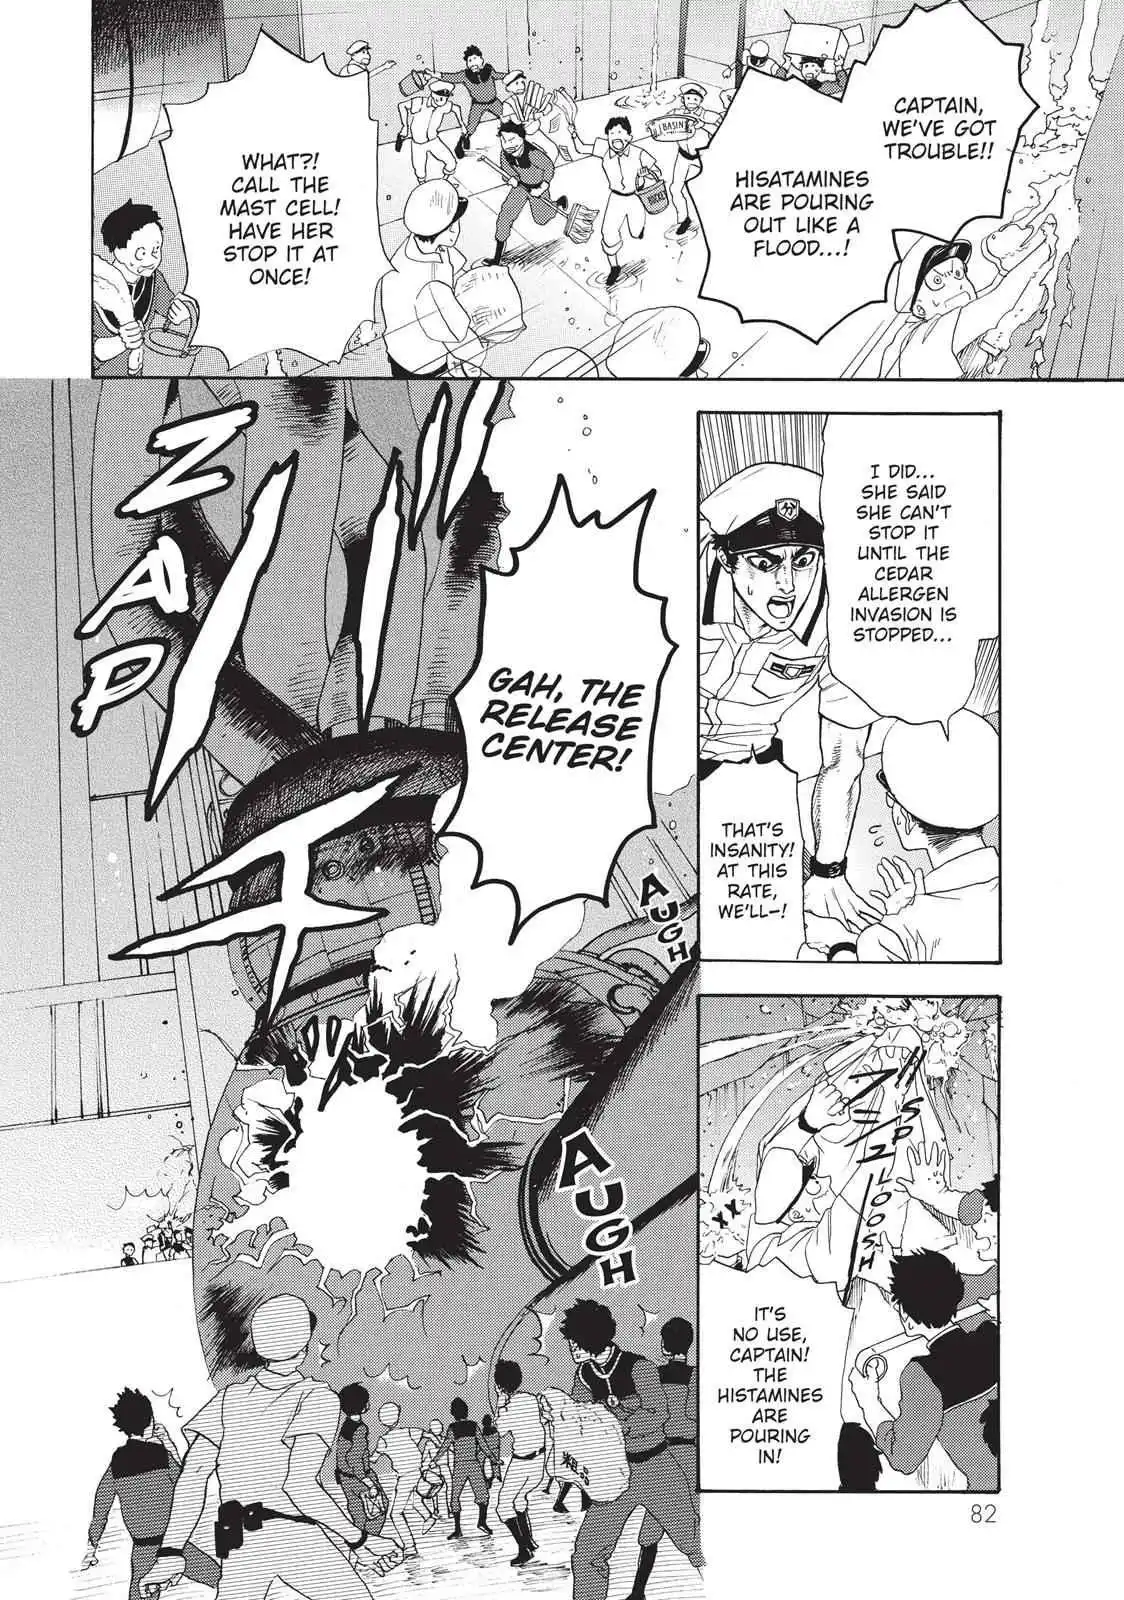 CAPTAIN,
WE'VE GOT
TROUBLE!!
HISATAMINES
ARE POURING
OUT LIKE A
FLOOD...!
BASIN
BUCKET
WHAT?!
CALL THE
MAST CELL!
HAVE HER
STOP IT AT
ONCE!
I DID...
SHE SAID
SHE CAN'T
STOP IT
UNTIL THE
CEDAR
ALLERGEN
INVASION IS
STOPPED...
THAT'S
INSANITY!
AT THIS
RATE,
WE'LL—!
SPLOOSH
IT'S
NO USE,
CAPTAIN!
THE
HISTAMINES
ARE
POURING
IN!
ZAP
GAH, THE
RELEASE
CENTER!
AUGH
AUGH
82